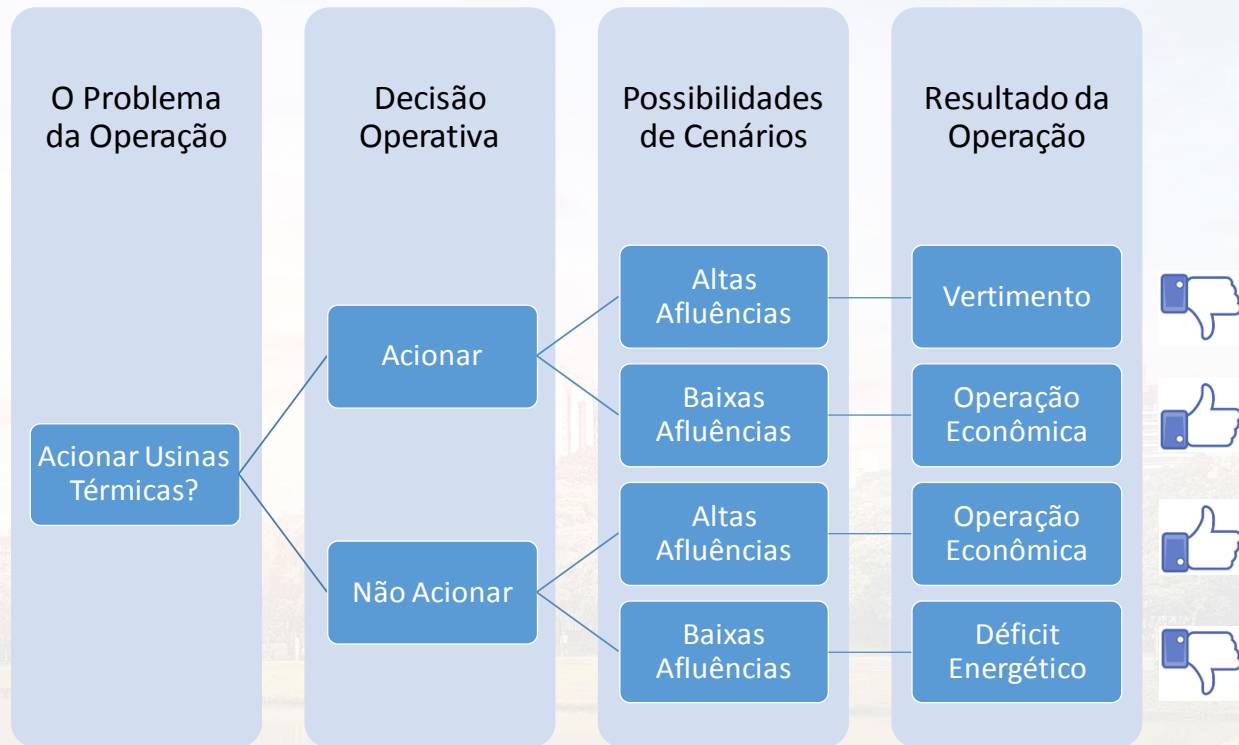 O Problema
da Operação
Decisão
Operativa
Possibilidades
de Cenários
Resultado da
Operação
Acionar Usinas
Térmicas?
Acionar
Não Acionar
Altas
Afluências
Baixas
Afluências
Altas
Afluências
Baixas
Afluências
Vertimento
Operação
Econômica
Operação
Econômica
Déficit
Energético